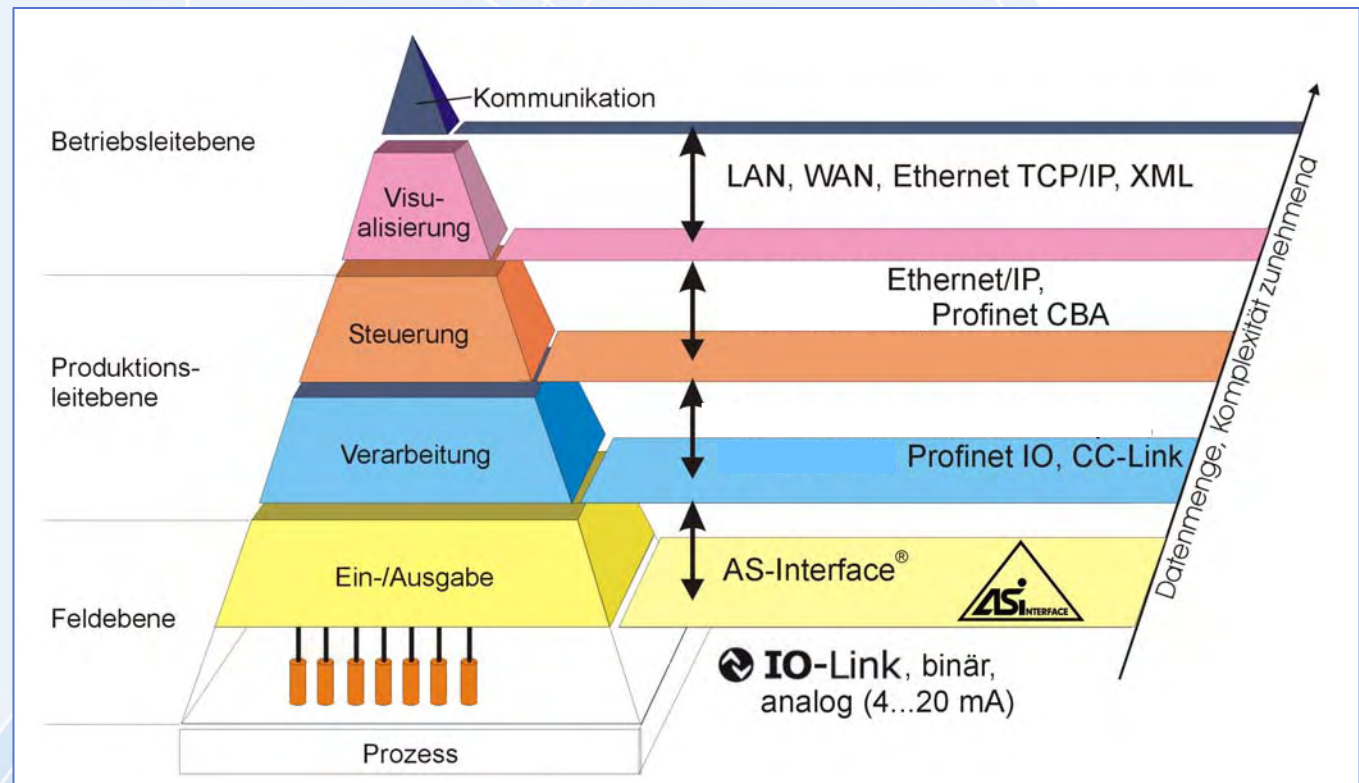 Kommunikation
Betriebsleitebene
LAN, WAN, Ethernet TCP/IP, XML
Visu-
alisierung
Ethernet/IP,
Profinet CBA
Steuerung
Produktions-
leitebene
Verarbeitung
Profinet IO, CC-Link
AS-Interface®
Ein-/Ausgabe
ASi INTERFACE
Feldebene
IO-Link, binär,
analog (4...20 mA)
Prozess
Datenmenge, Komplexität zunehmend